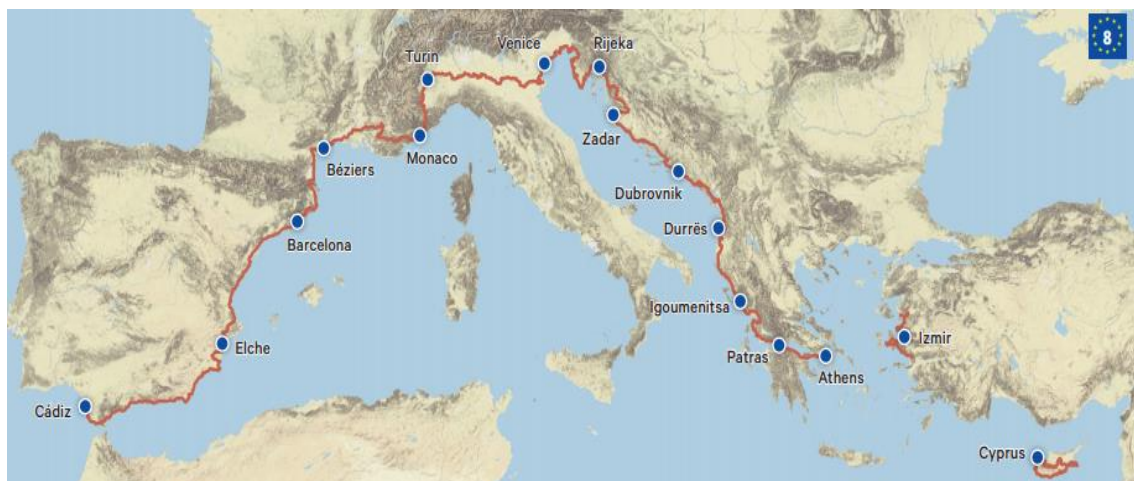 Venice
Rijeka
8
Turin
Zadar
Monaco
Béziers
Dubrovnik
Barcelona
Durrës
Igoumenitsa
Izmir
Elche
Patras
Athens
Cádiz
Cyprus